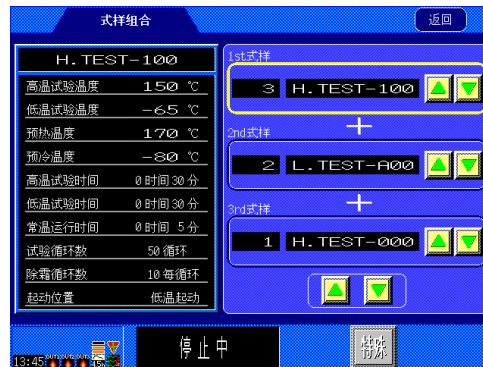 式样组合
返回
H.TEST-100
高温试验温度 150 ℃
低温试验温度 -65 ℃
预热温度 170 ℃
预冷温度 -80 ℃
高温试验时间 0时间30分
低温试验时间 0时间30分
常温运行时间 0时间 5分
试验循环数 50循环
除霜循环数 10每循环
起动位置 低温起动
1st式样
3 H.TEST-100
+
2nd式样
2 L.TEST-A00
+
3rd式样
1 H.TEST-000
13:45
停止中
特殊